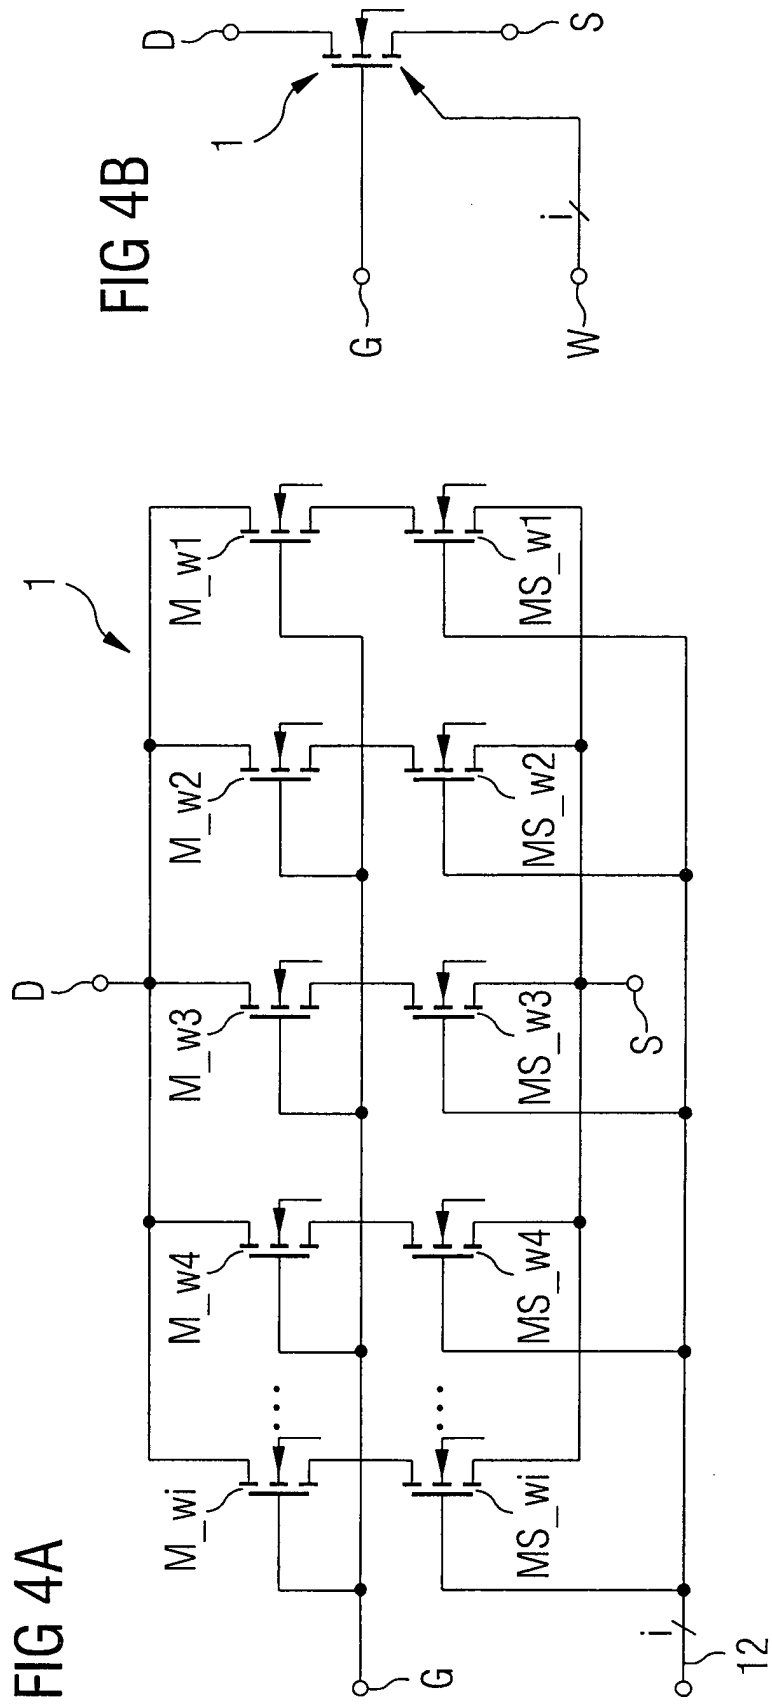 FIG 4A
D
1
M_wi
M_w4
M_w3
M_w2
M_w1
...
G
MS_wi
MS_w4
MS_w3
MS_w2
MS_w1
...
S
i
12
FIG 4B
D
1
S
G
i
W